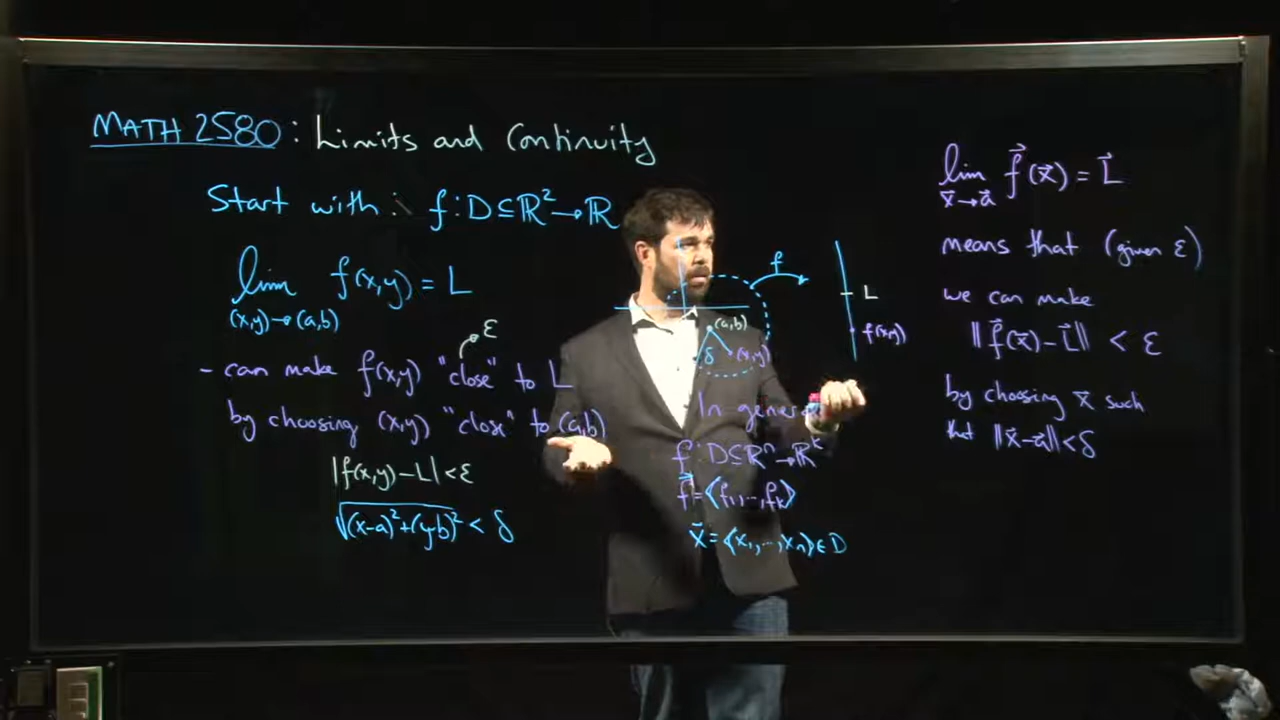 MATH 2580: Limits and Continuity
Start with: f: D⊆ℝ²→ℝ
lim f(x,y) = L
(x,y)→(a,b)
ε
- can make f(x,y) "close" to L
by choosing (x,y) "close" to (a,b)
|f(x,y)-L|<ε
√(x-a)²+(y-b)² < δ
f
L
(a,b)
f(x,y)
δ
(x,y)
In general
f: D⊆ℝⁿ→ℝᵏ
f⃗=⟨f₁,...,fₖ⟩
x⃗=⟨x₁,...,xₙ⟩∈D
lim f⃗(x⃗) = L⃗
x⃗→a⃗
means that (given ε)
we can make
‖f⃗(x⃗)-L⃗‖ < ε
by choosing x⃗ such
that ‖x⃗-a⃗‖<δ